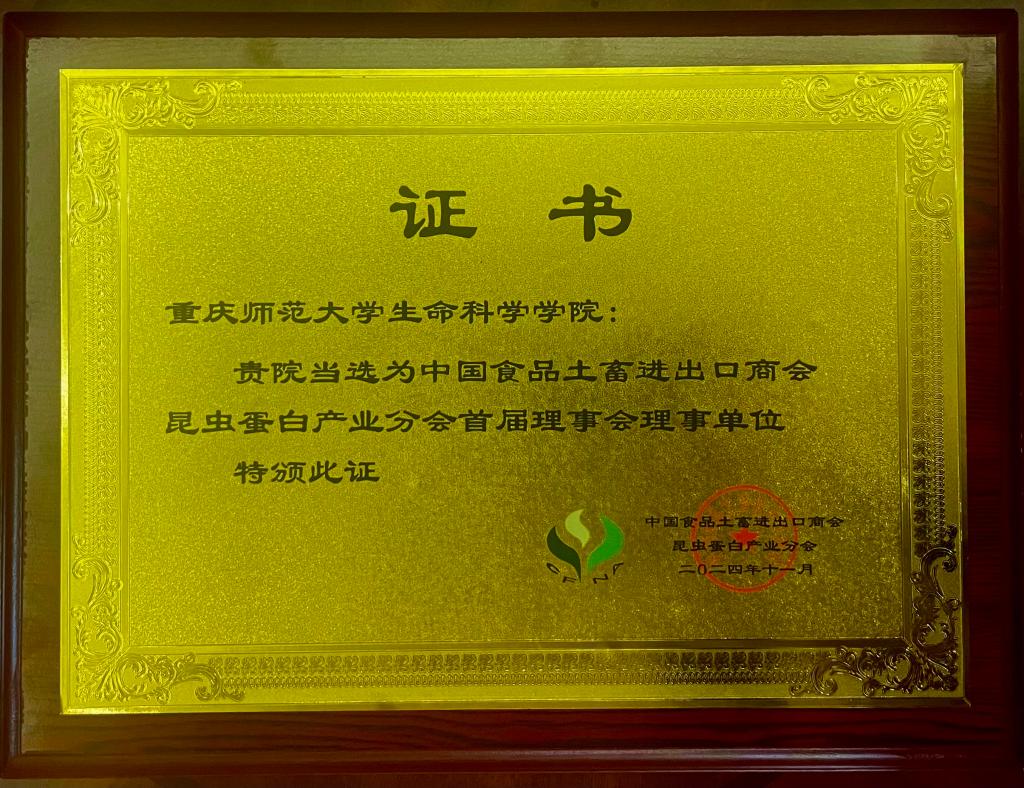 证 书
重庆师范大学生命科学学院：
贵院当选为中国食品土畜进出口商会
昆虫蛋白产业分会首届理事会理事单位
特颁此证
中国食品土畜进出口商会
昆虫蛋白产业分会
二〇二四年十一月